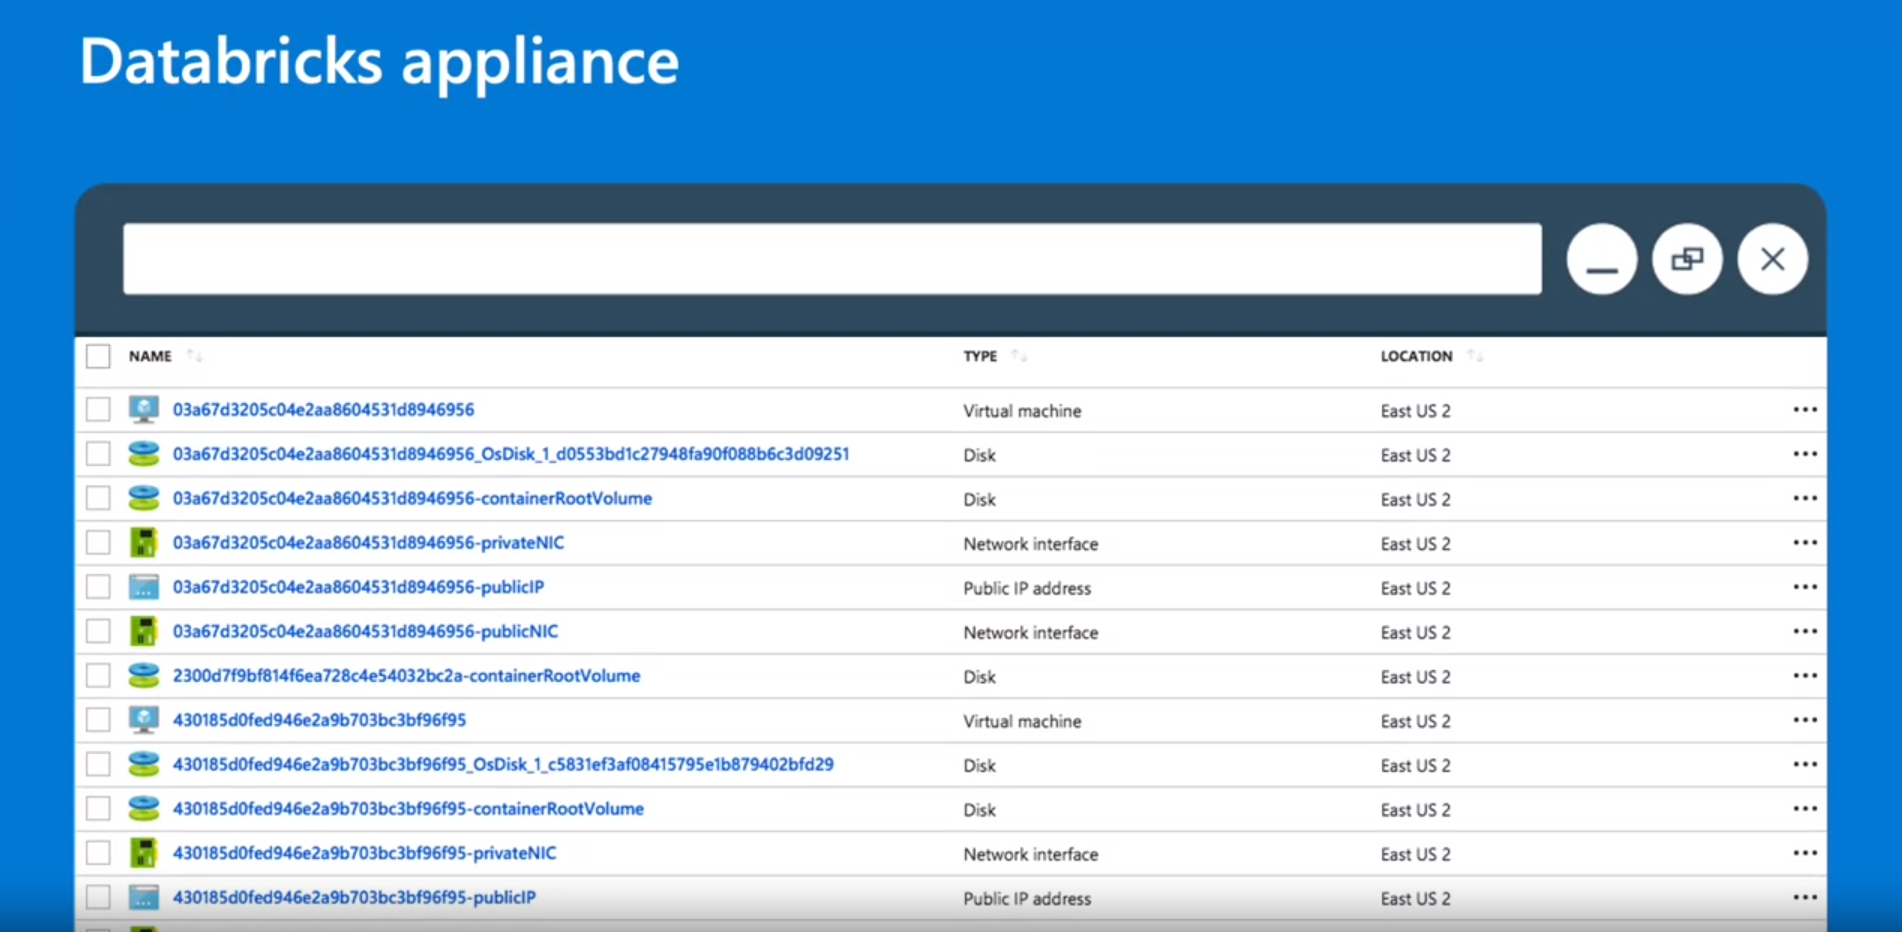 Databricks appliance
NAME TYPE LOCATION
03a67d3205c04e2aa8604531d8946956 Virtual machine East US 2
03a67d3205c04e2aa8604531d8946956_OsDisk_1_d0553bd1c27948fa90f088b6c3d09251 Disk East US 2
03a67d3205c04e2aa8604531d8946956-containerRootVolume Disk East US 2
03a67d3205c04e2aa8604531d8946956-privateNIC Network interface East US 2
03a67d3205c04e2aa8604531d8946956-publicIP Public IP address East US 2
03a67d3205c04e2aa8604531d8946956-publicNIC Network interface East US 2
2300d7f9bf814f6ea728c4e54032bc2a-containerRootVolume Disk East US 2
430185d0fed946e2a9b703bc3bf96f95 Virtual machine East US 2
430185d0fed946e2a9b703bc3bf96f95_OsDisk_1_c5831ef3af08415795e1b879402bfd29 Disk East US 2
430185d0fed946e2a9b703bc3bf96f95-containerRootVolume Disk East US 2
430185d0fed946e2a9b703bc3bf96f95-privateNIC Network interface East US 2
430185d0fed946e2a9b703bc3bf96f95-publicIP Public IP address East US 2